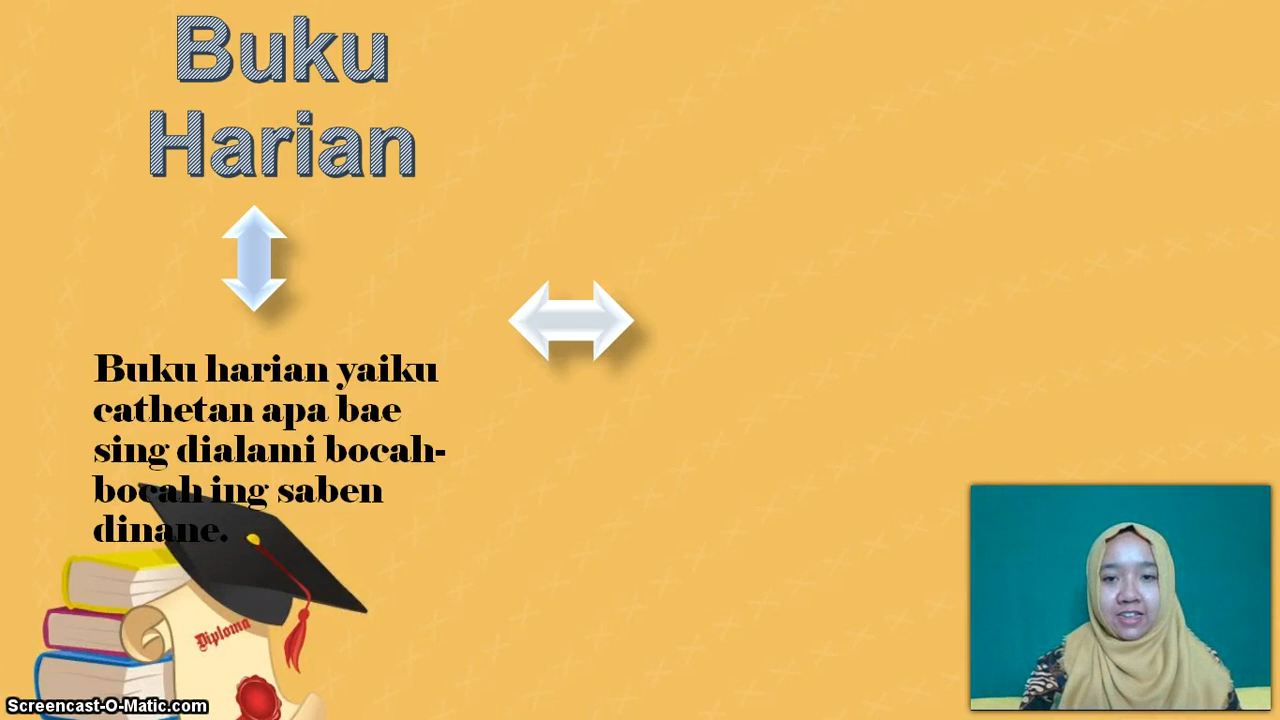 Buku
Harian
Buku harian yaiku
cathetan apa bae
sing dialami bocah-
bocah ing saben
dinane.
Diploma
Screencast-O-Matic.com